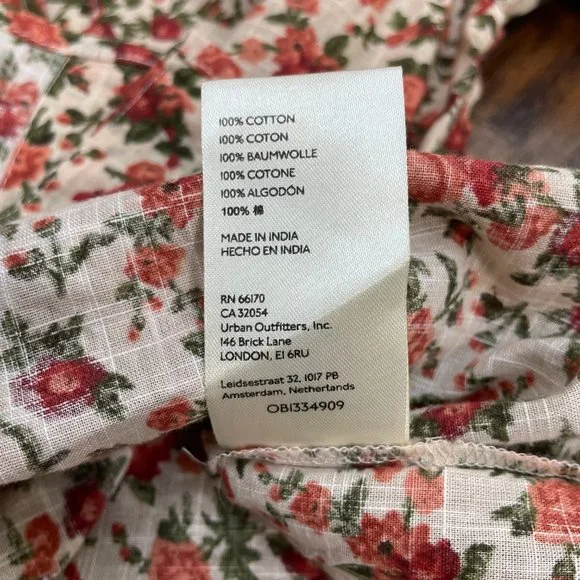 100% COTTON
100% COTON
100% BAUMWOLLE
100% COTONE
100% ALGODÓN
100% 棉
MADE IN INDIA
HECHO EN INDIA
RN 66170
CA 32054
Urban Outfitters, Inc.
146 Brick Lane
LONDON, E1 6RU
Leidsestraat 32, 1017 PB
Amsterdam, Netherlands
OB1334909